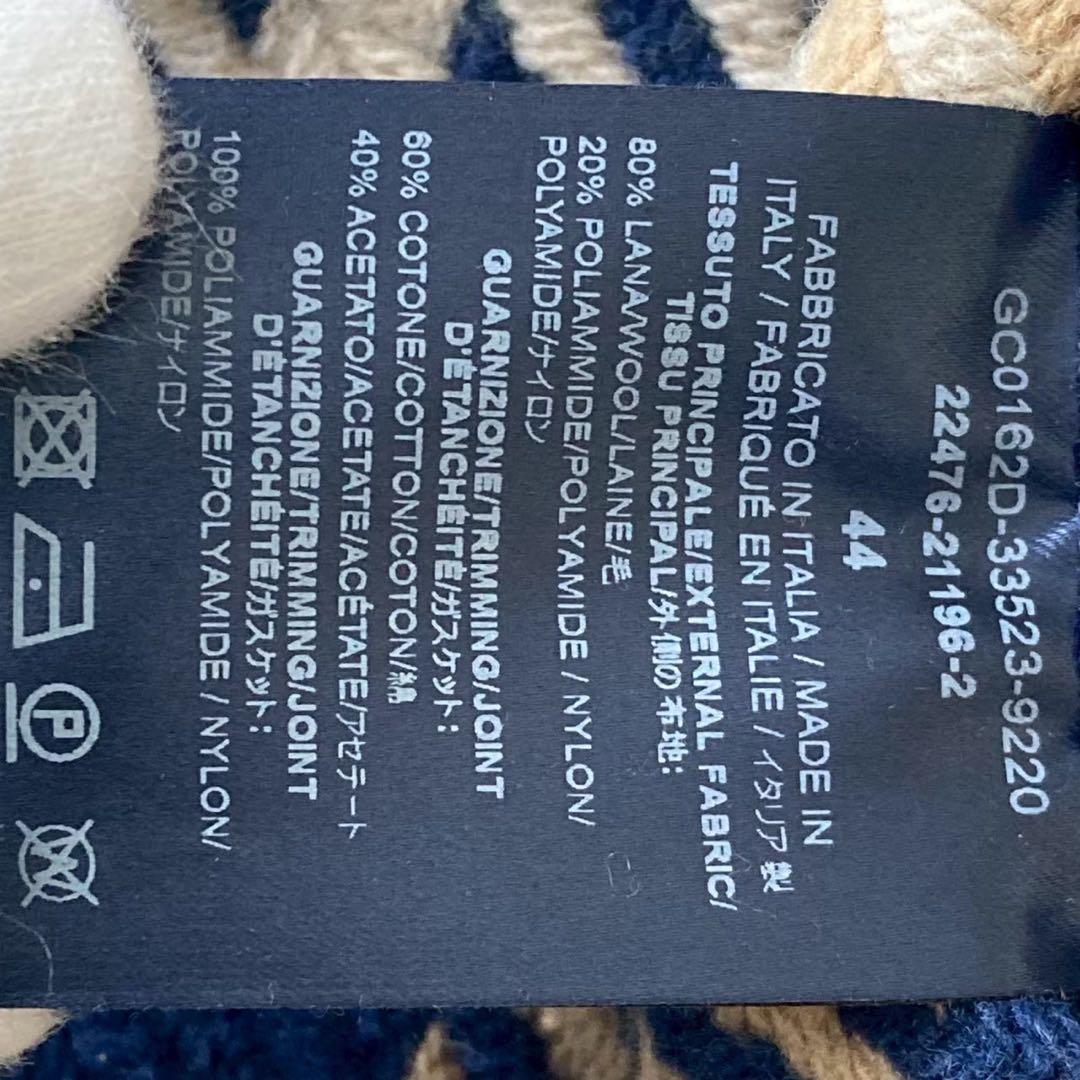 GC0162D-33523-9220
22476-21196-2
44
FABBRICATO IN ITALIA / MADE IN
ITALY / FABRIQUÉ EN ITALIE / イタリア製
TESSUTO PRINCIPALE/EXTERNAL FABRIC/
TISSU PRINCIPAL/外側の布地:
80% LANA/WOOL/LAINE/毛
20% POLIAMMIDE/POLYAMIDE / NYLON/
POLYAMIDE/ナイロン
GUARNIZIONE/TRIMMING/JOINT
D'ÉTANCHÉITÉ/ガスケット:
60% COTONE/COTTON/COTON/綿
40% ACETATO/ACETATE/ACÉTATE/アセテート
GUARNIZIONE/TRIMMING/JOINT
D'ÉTANCHÉITÉ/ガスケット:
100% POLIAMMIDE/POLYAMIDE / NYLON/
POLYAMIDE/ナイロン
P